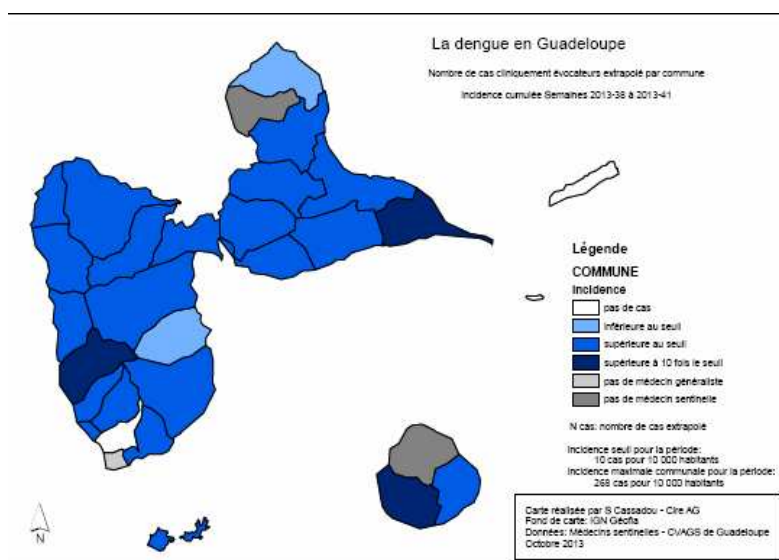 La dengue en Guadeloupe
Nombre de cas cliniquement évocateurs extrapolé par commune
Incidence cumulée Semaines 2013-38 à 2013-41
Légende
COMMUNE
Incidence
pas de cas
inférieure au seuil
supérieure au seuil
supérieure à 10 fois le seuil
pas de médecin généraliste
pas de médecin sentinelle
N cas: nombre de cas extrapolé
Incidence seuil pour la période:
10 cas pour 10 000 habitants
Incidence maximale communale pour la période:
268 cas pour 10 000 habitants
Carte réalisée par S Cassadou - Cire AG
Fond de carte: IGN Géofla
Données: Médecins sentinelles - CVAGS de Guadeloupe
Octobre 2013
N